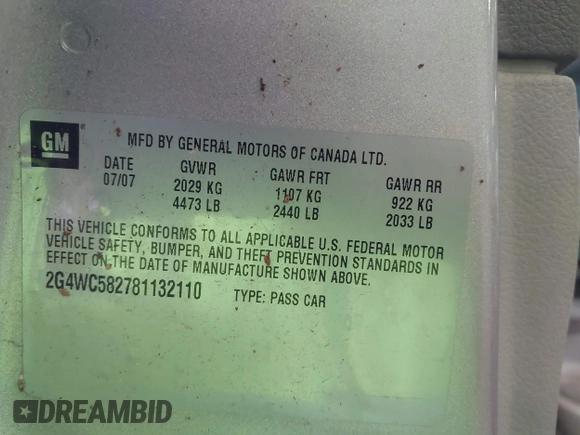 GM
MFD BY GENERAL MOTORS OF CANADA LTD.
DATE GVWR GAWR FRT GAWR RR
07/07 2029 KG 1107 KG 922 KG
4473 LB 2440 LB 2033 LB
THIS VEHICLE CONFORMS TO ALL APPLICABLE U.S. FEDERAL MOTOR
VEHICLE SAFETY, BUMPER, AND THEFT PREVENTION STANDARDS IN
EFFECT ON THE DATE OF MANUFACTURE SHOWN ABOVE.
2G4WC582781132110 TYPE: PASS CAR
DREAMBID